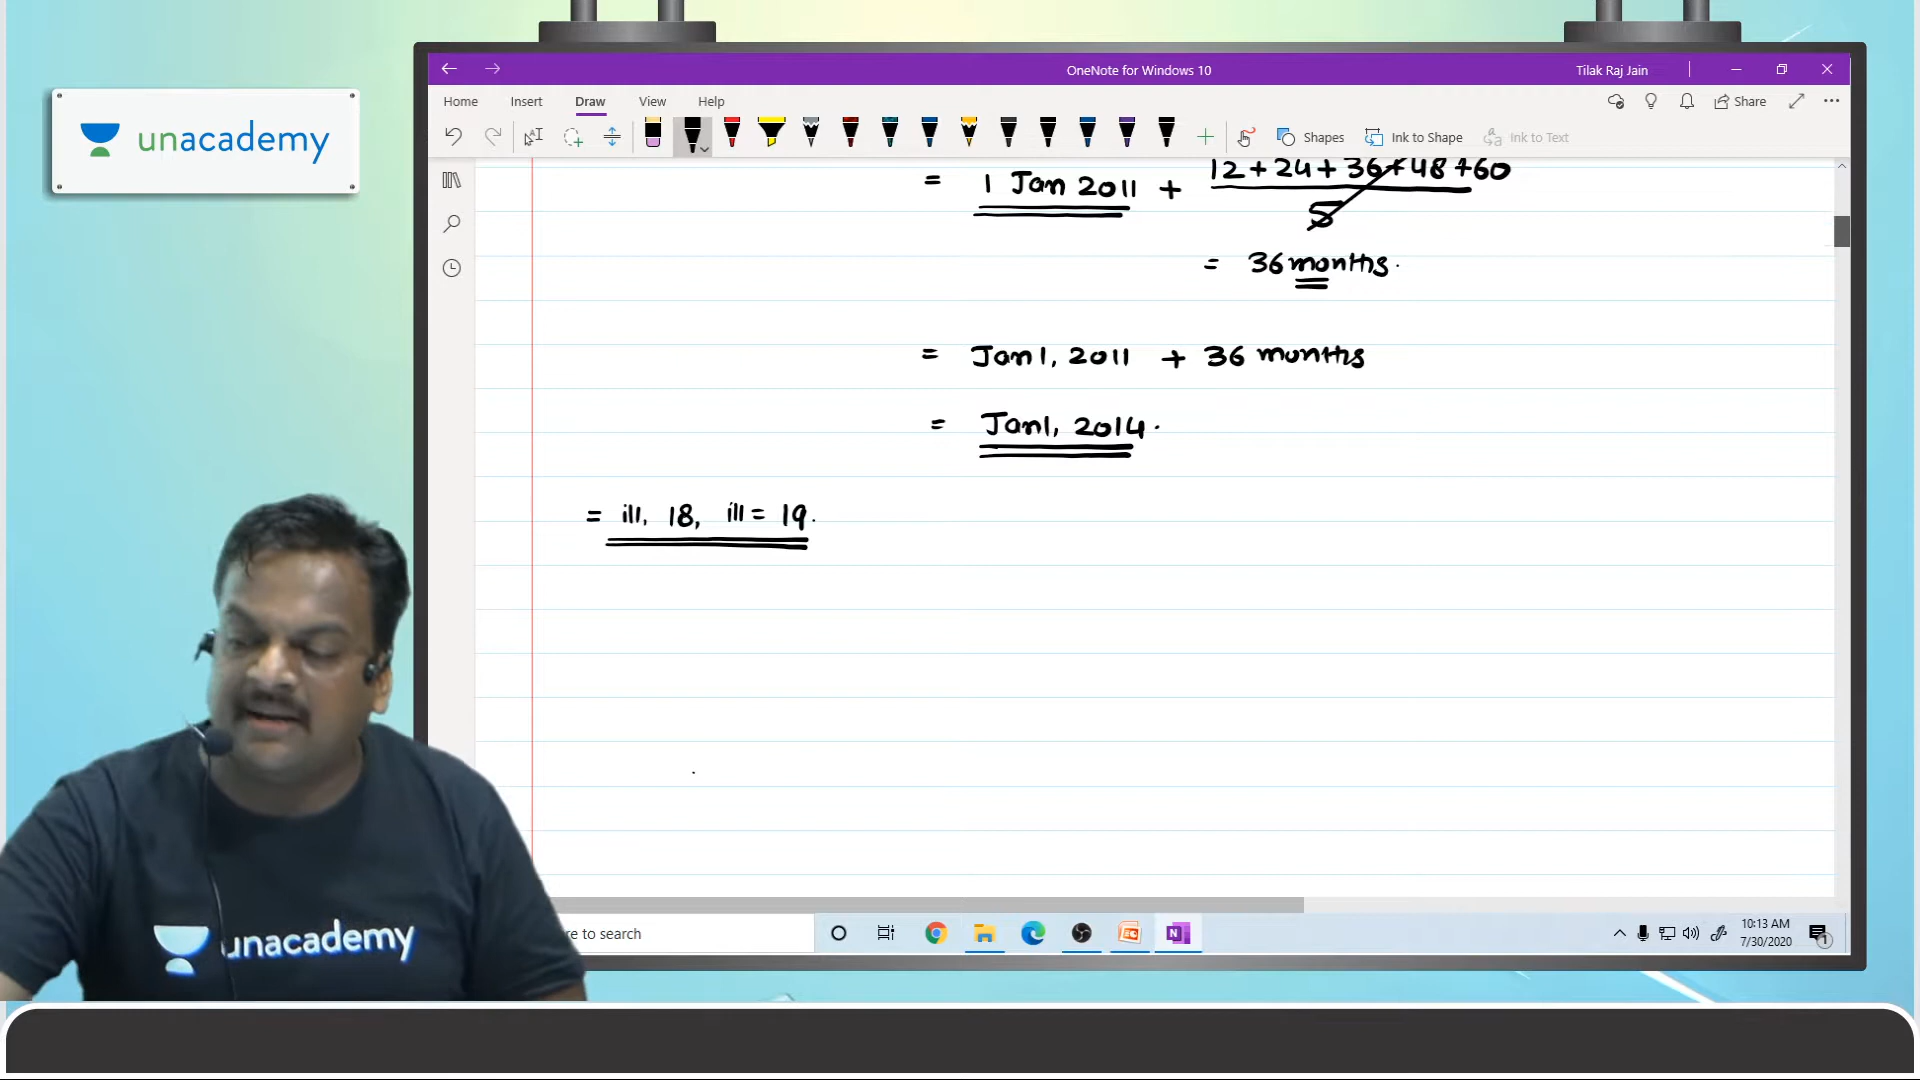 OneNote for Windows 10
Tilak Raj Jain
unacademy
Home Insert Draw View Help
Share
Shapes Ink to Shape Ink to Text
= 1 Jan 2011 + 12 + 24 + 36 + 48 + 60
5
= 36 months.
= Jan 1, 2011 + 36 months
= Jan 1, 2014.
= ill, 18, ill = 19.
unacademy
re to search
10:13 AM
7/30/2020
1